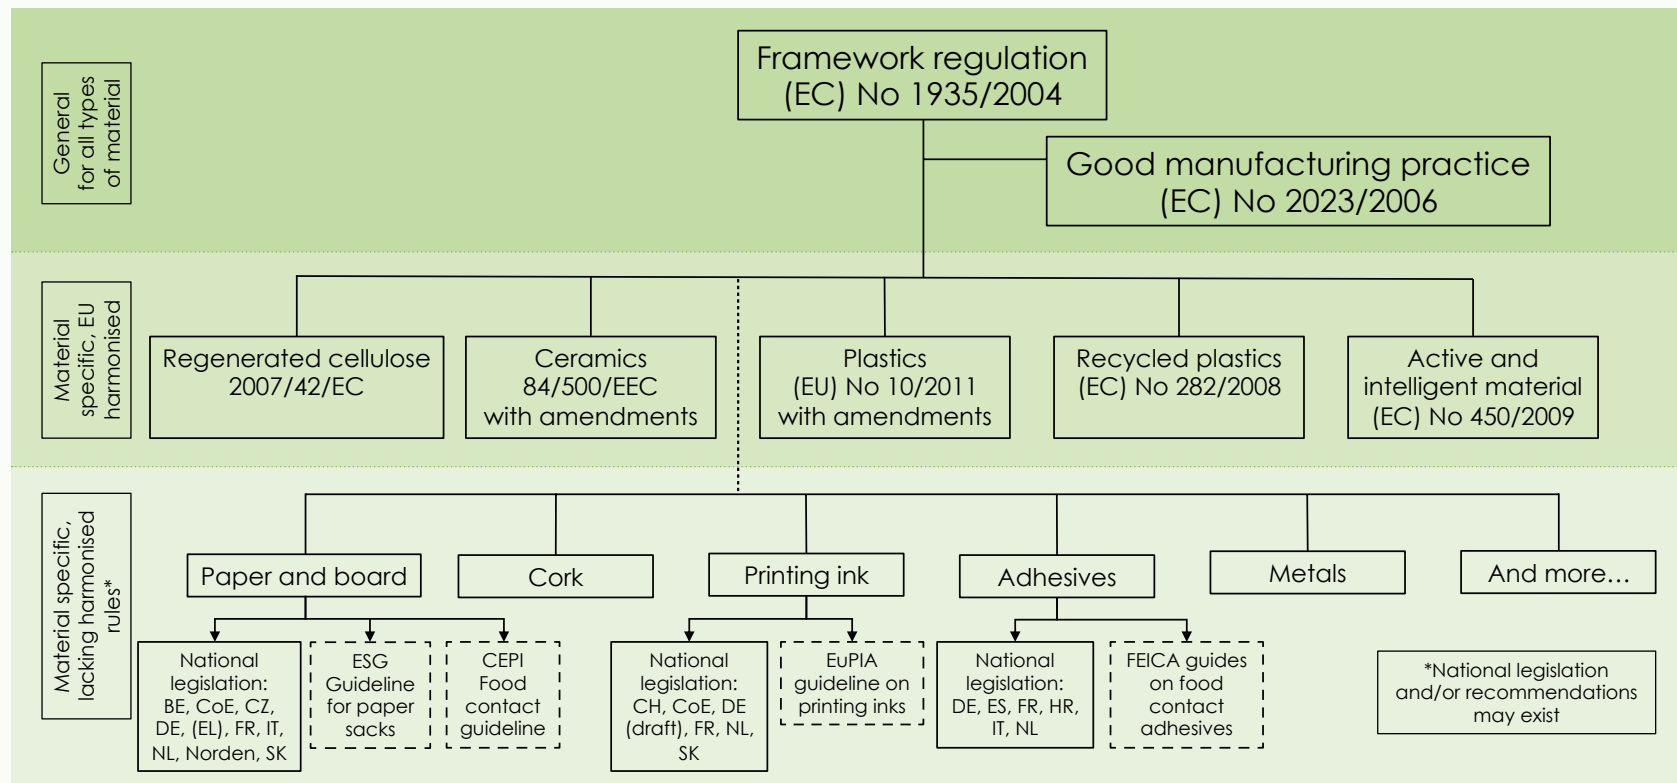 General
for all types
of material
Framework regulation
(EC) No 1935/2004
Good manufacturing practice
(EC) No 2023/2006
Material
specific, EU
harmonised
Regenerated cellulose
2007/42/EC
Ceramics
84/500/EEC
with amendments
Plastics
(EU) No 10/2011
with amendments
Recycled plastics
(EC) No 282/2008
Active and
intelligent material
(EC) No 450/2009
Material specific,
lacking harmonised
rules*
Paper and board
Cork
Printing ink
Adhesives
Metals
And more…
National
legislation:
BE, CoE, CZ,
DE, (EL), FR, IT,
NL, Norden, SK
ESG
Guideline
for paper
sacks
CEPI
Food
contact
guideline
National
legislation:
CH, CoE, DE
(draft), FR, NL,
SK
EuPIA
guideline on
printing inks
National
legislation:
DE, ES, FR, HR,
IT, NL
FEICA guides
on food
contact
adhesives
*National legislation
and/or recommendations
may exist